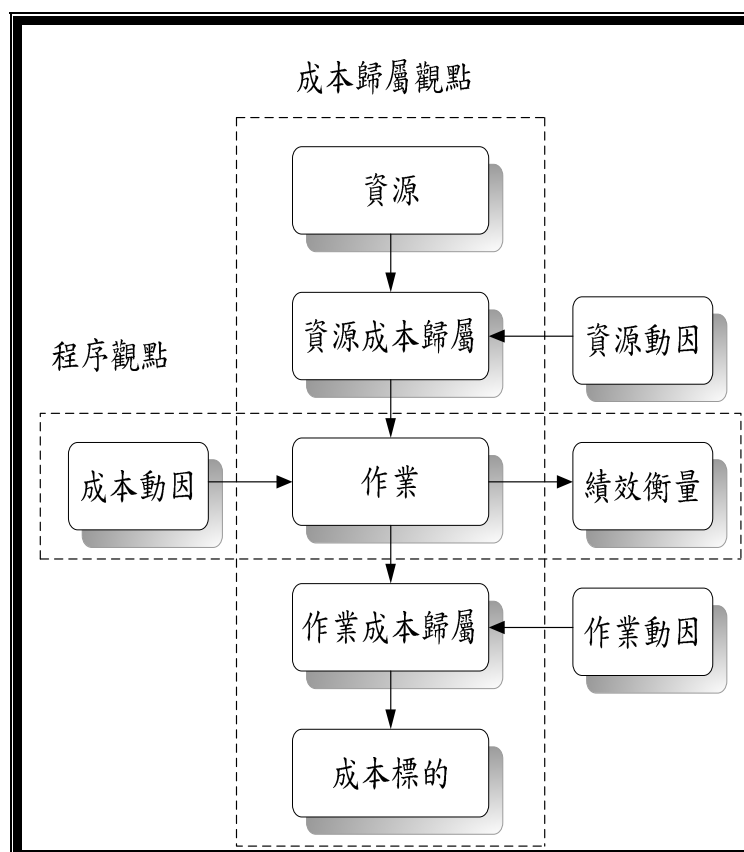 成本歸屬觀點
資源
資源成本歸屬
資源動因
程序觀點
成本動因
作業
績效衡量
作業成本歸屬
作業動因
成本標的